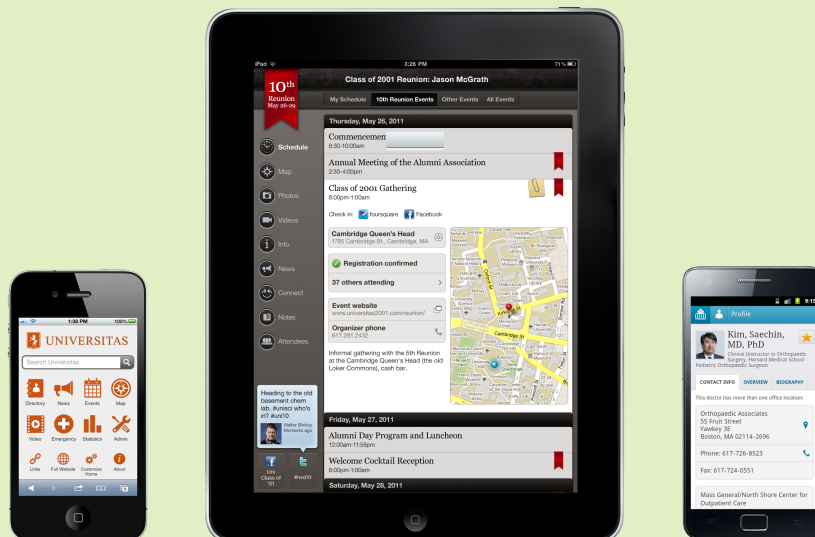 1:38 PM
100%
UNIVERSITAS
Search Universitas
Directory
News
Events
Map
Video
Emergency
Statistics
Admin
Links
Full Website
Customize
Home
About
iPad
3:26 PM
71%
10th
Reunion
May 26-29
Class of 2001 Reunion: Jason McGrath
My Schedule
10th Reunion Events
Other Events
All Events
Schedule
Map
Photos
Videos
Info
News
Connect
Notes
Attendees
Heading to the old
basement chem
lab. #unisci who's
in? #uni10
Walter Bishop
Moments ago
Uni
Class of
'01
#twd10
Thursday, May 26, 2011
Commencemen
8:30-10:00am
Annual Meeting of the Alumni Association
2:30-4:00pm
Class of 2001 Gathering
8:00pm-1:00am
Check in:
foursquare
Facebook
Cambridge Queen's Head
1765 Cambridge St., Cambridge, MA
Registration confirmed
37 others attending
Event website
www.universitas2001.com/reunion/
Organizer phone
617.281.2432
Informal gathering with the 5th Reunion
at the Cambridge Queen's Head (the old
Loker Commons), cash bar.
Cambridge St
Friday, May 27, 2011
Alumni Day Program and Luncheon
12:00am-11:59pm
Welcome Cocktail Reception
8:00pm-1:00am
Saturday, May 28, 2011
9:15
Profile
Kim, Saechin,
MD, PhD
Clinical Instructor in Orthopaedic
Surgery, Harvard Medical School
Pediatric Orthopaedic Surgeon
CONTACT INFO
OVERVIEW
BIOGRAPHY
This doctor has more than one office location:
Orthopaedic Associates
55 Fruit Street
Yawkey 3E
Boston, MA 02114-2696
Phone: 617-726-8523
Fax: 617-724-0551
Mass General/North Shore Center for
Outpatient Care